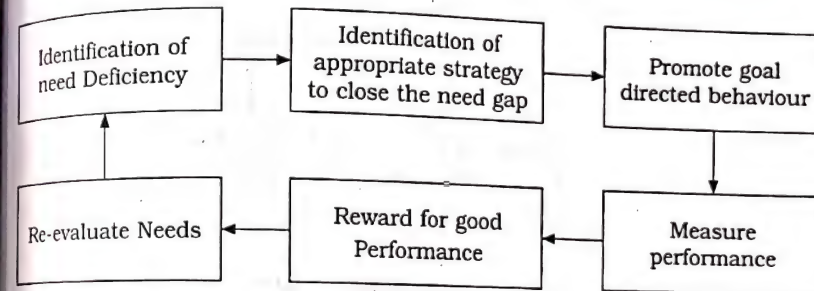 Identification of
need Deficiency
Identification of
appropriate strategy
to close the need gap
Promote goal
directed behaviour
Measure
performance
Reward for good
Performance
Re-evaluate Needs